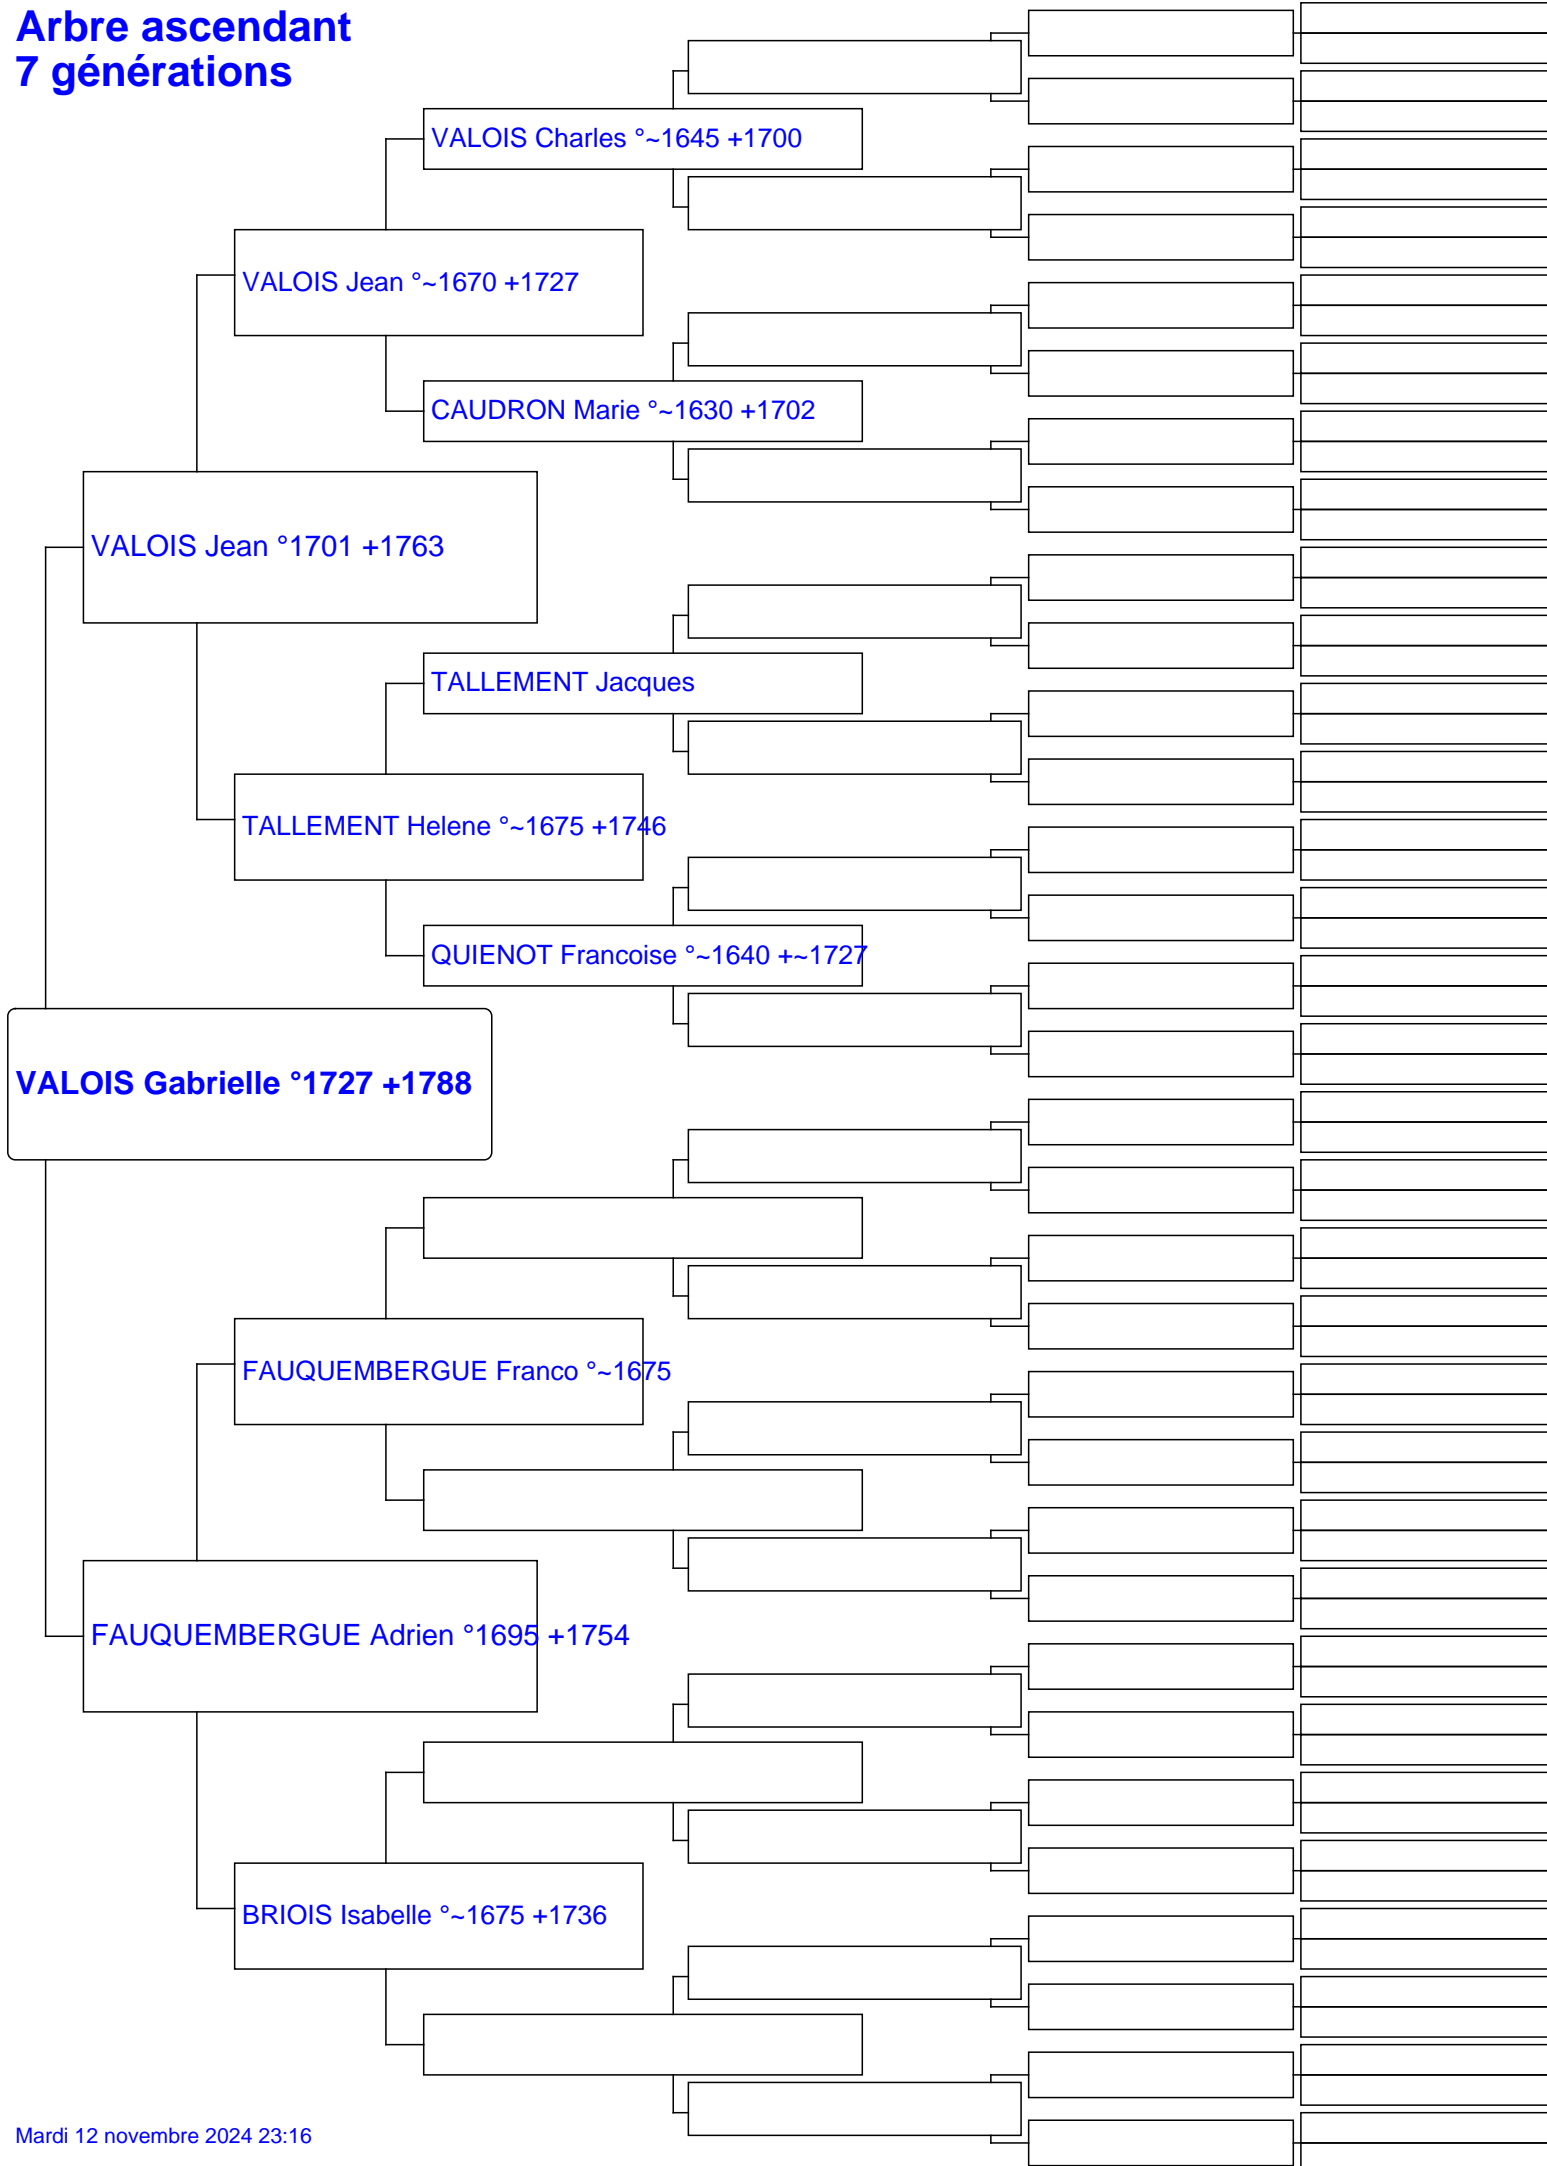 Arbre ascendant
7 générations
VALOIS Charles °~1645 +1700
VALOIS Jean °~1670 +1727
CAUDRON Marie °~1630 +1702
VALOIS Jean °1701 +1763
TALLEMENT Jacques
TALLEMENT Helene °~1675 +1746
QUIENOT Francoise °~1640 +~1727
VALOIS Gabrielle °1727 +1788
FAUQUEMBERGUE Franco °~1675
FAUQUEMBERGUE Adrien °1695 +1754
BRIOIS Isabelle °~1675 +1736
Mardi 12 novembre 2024 23:16